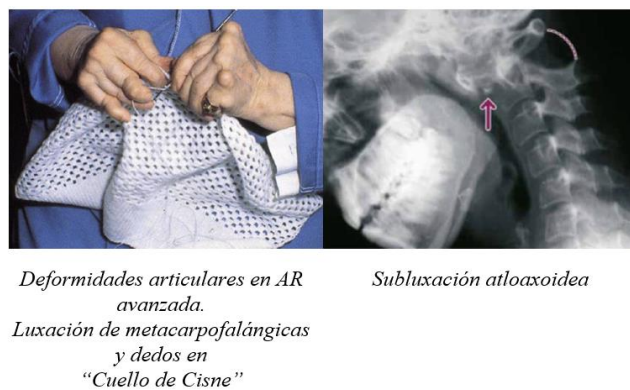 Deformidades articulares en AR
avanzada.
Luxación de metacarpofalángicas
y dedos en
“Cuello de Cisne”
Subluxación atloaxoidea